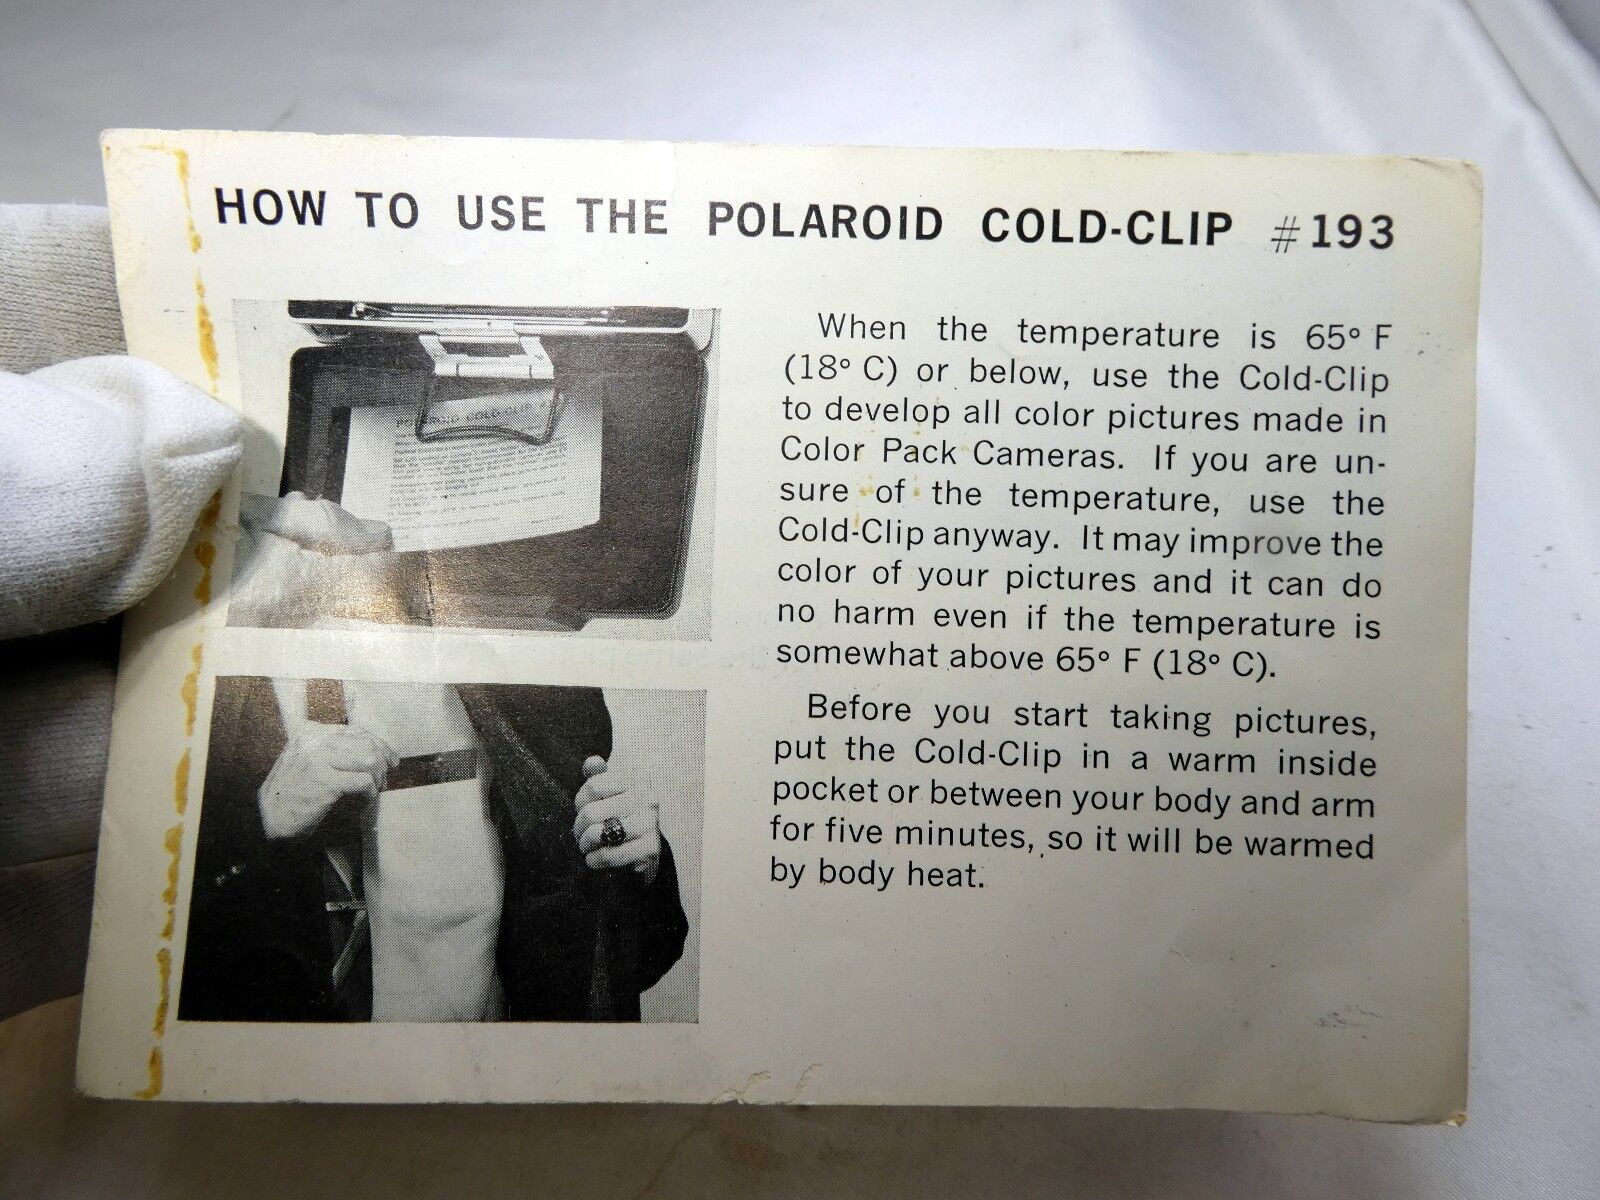 HOW TO USE THE POLAROID COLD-CLIP #193
When the temperature is 65° F
(18° C) or below, use the Cold-Clip
to develop all color pictures made in
Color Pack Cameras. If you are un-
sure of the temperature, use the
Cold-Clip anyway. It may improve the
color of your pictures and it can do
no harm even if the temperature is
somewhat above 65° F (18° C).
Before you start taking pictures,
put the Cold-Clip in a warm inside
pocket or between your body and arm
for five minutes, so it will be warmed
by body heat.